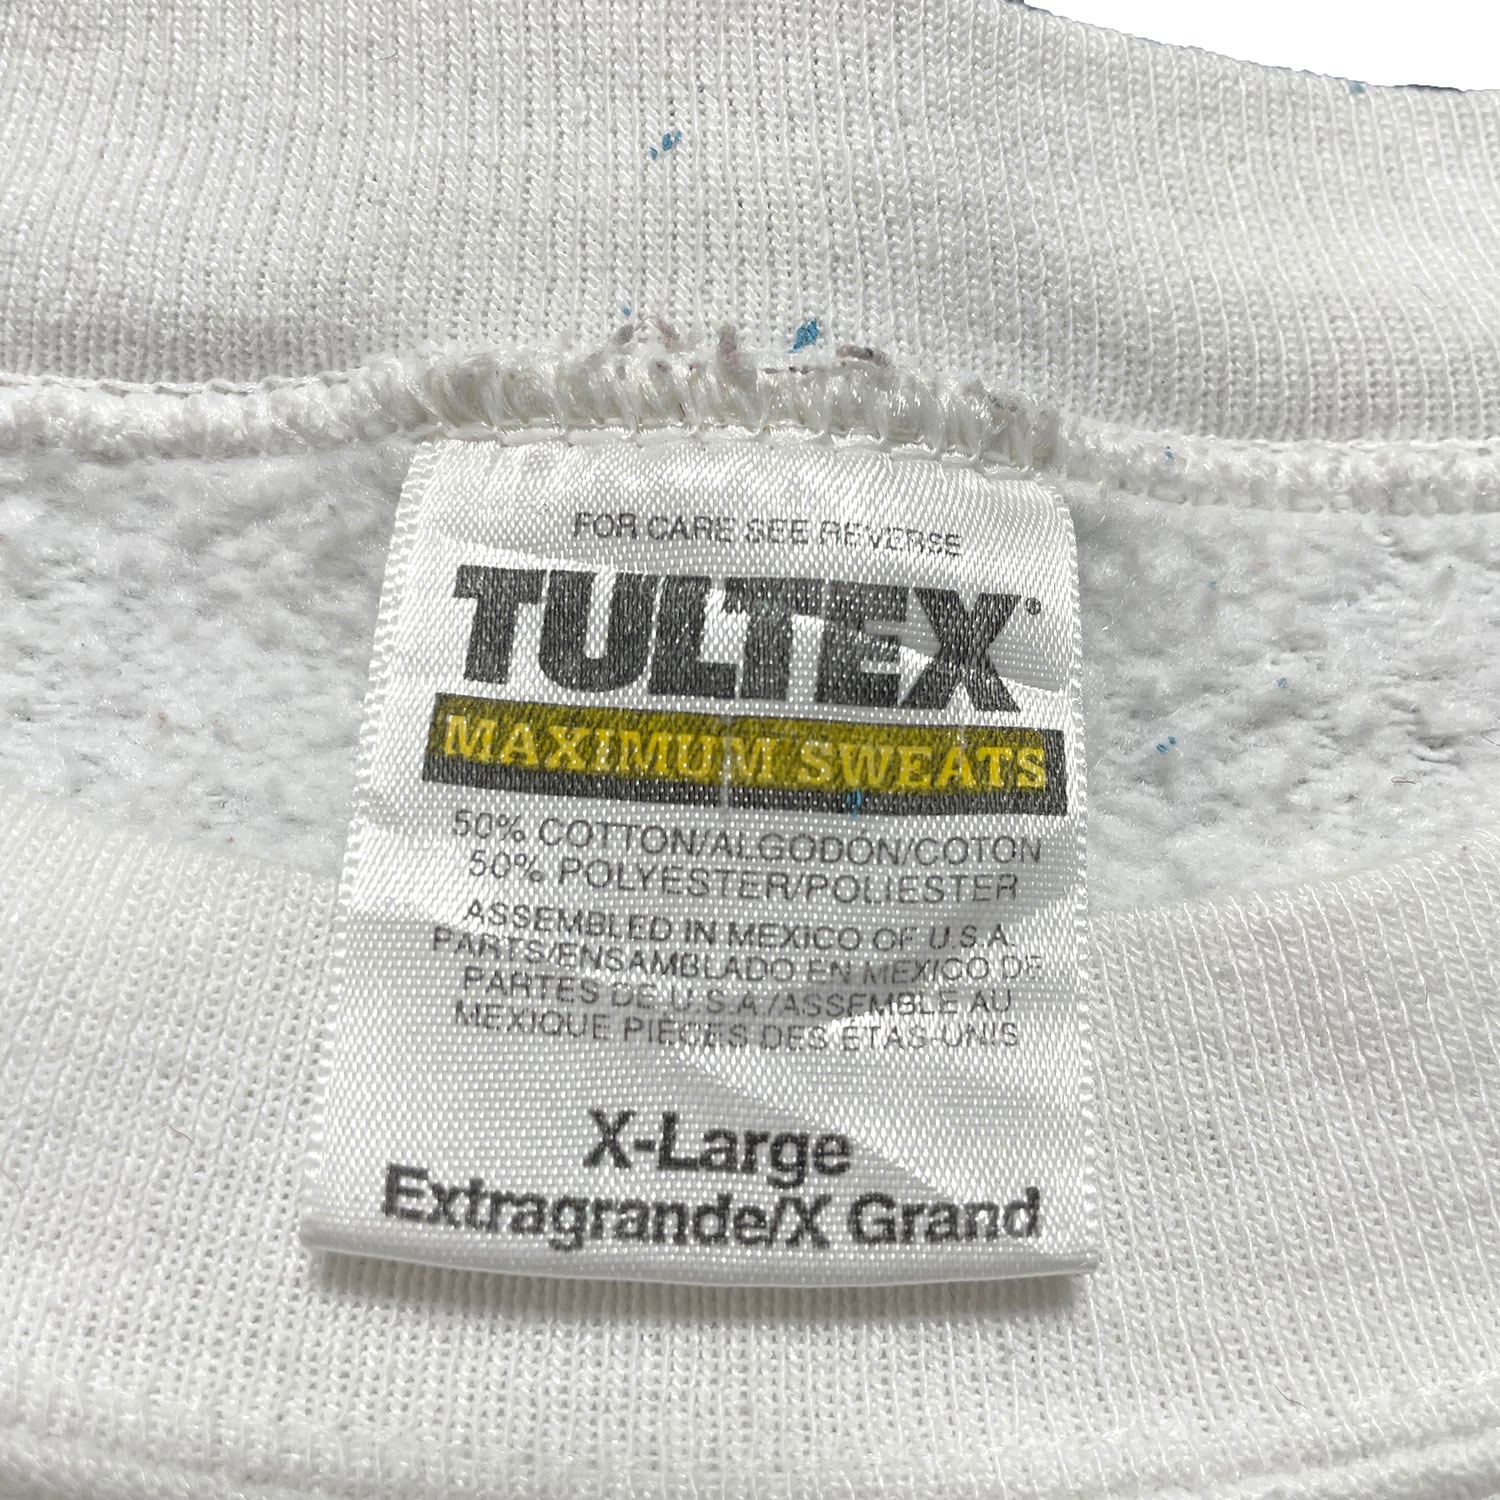 FOR CARE SEE REVERSE
TULTEX
MAXIMUM SWEATS
50% COTTON/ALGODON/COTON
50% POLYESTER/POLIESTER
ASSEMBLED IN MEXICO OF U.S.A.
PARTS/ENSAMBLADO EN MEXICO DE
PARTES DE U.S.A./ASSEMBLE AU
MEXIQUE PIECES DES ETAS-UNIS
X-Large
Extragrande/X Grand